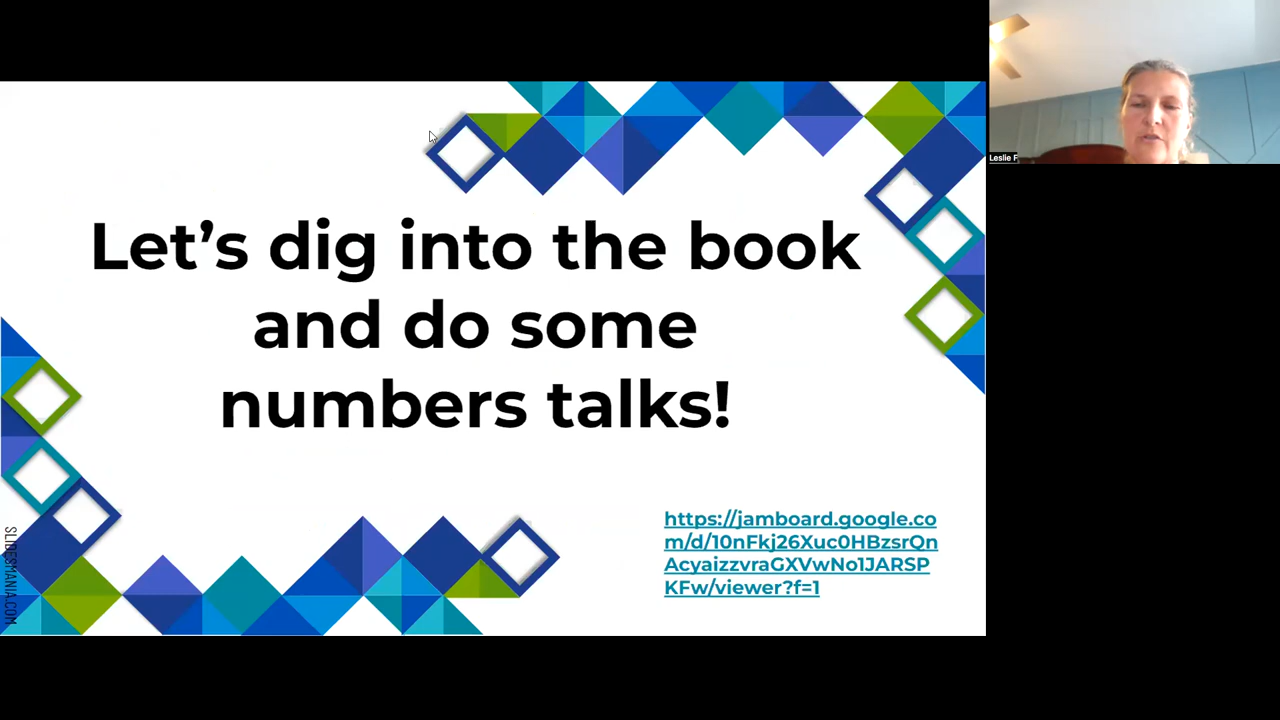 Let's dig into the book
and do some
numbers talks!
https://jamboard.google.co
m/d/10nFkj26Xuc0HBzsrQn
AcyaizzvraGXVwNo1JARSP
KFw/viewer?f=1
SLIDESMANIA.COM
Leslie F